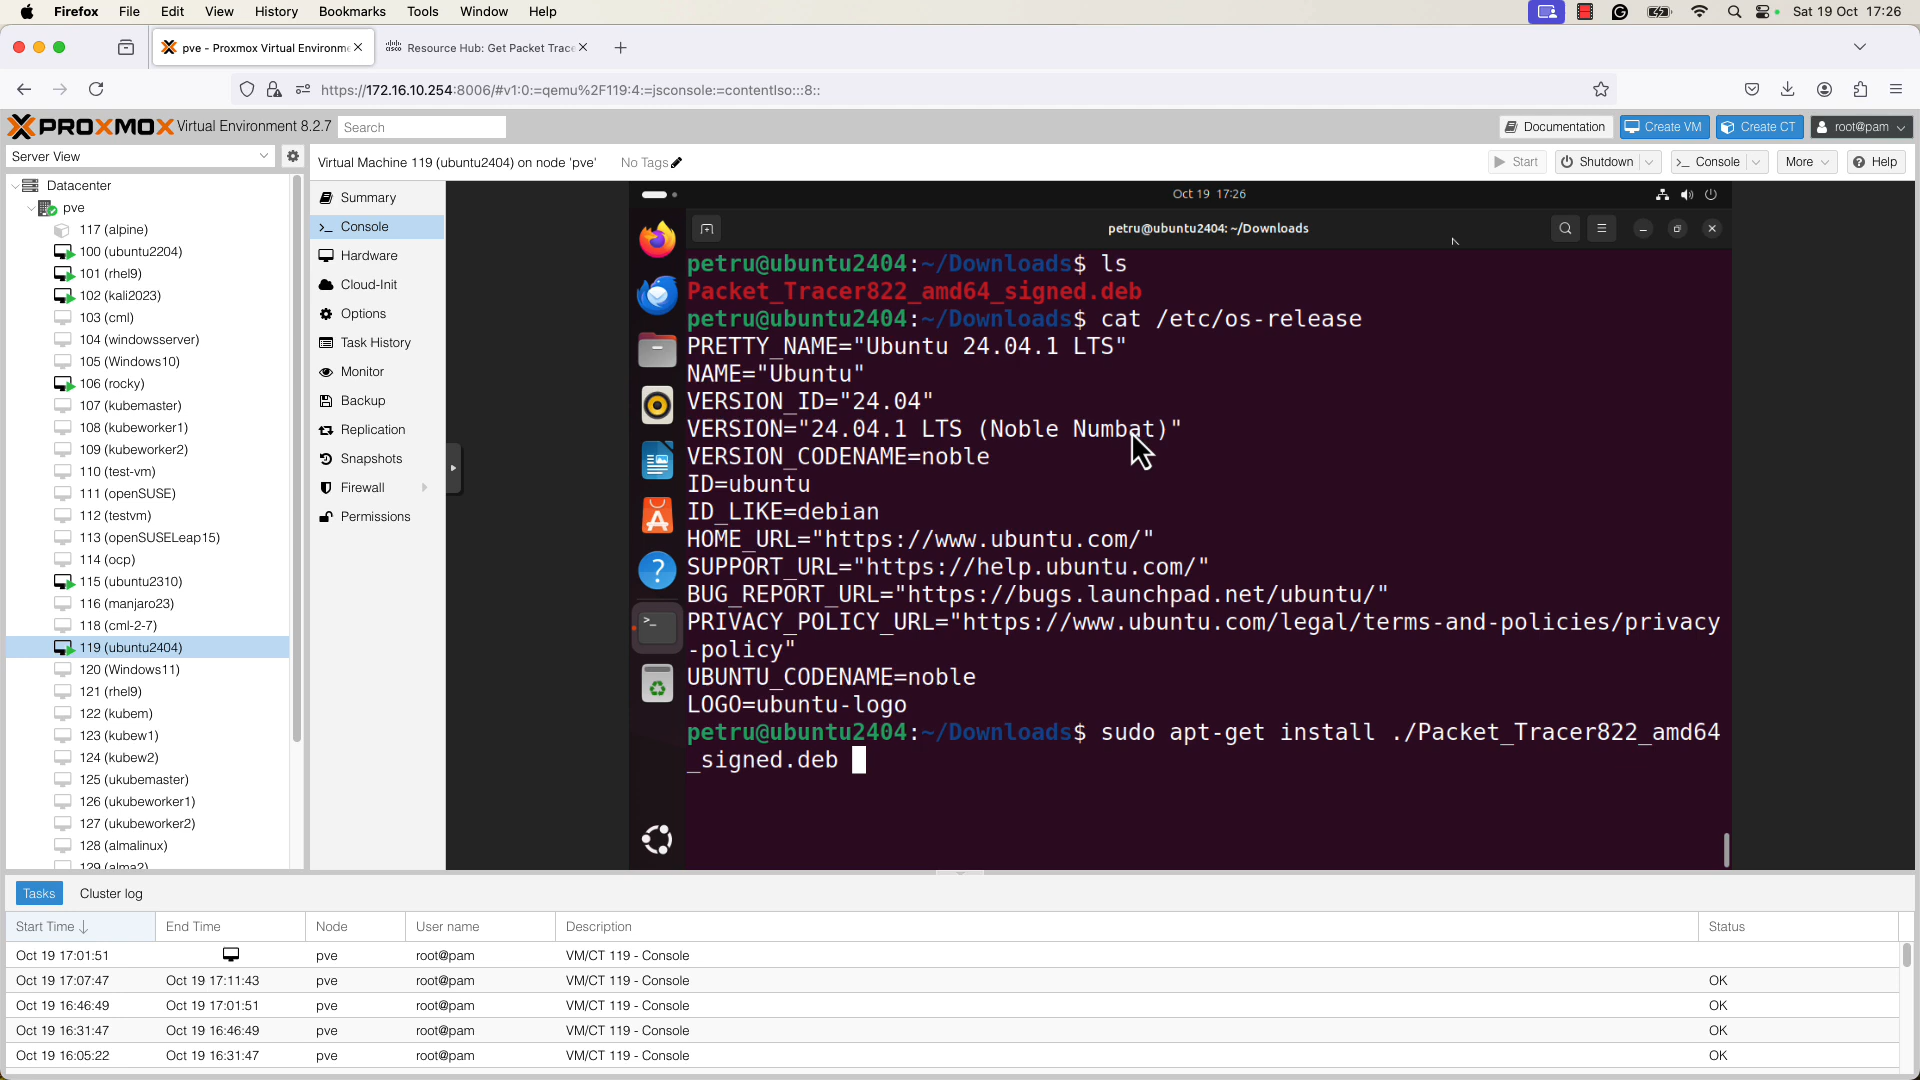 Firefox File Edit View History Bookmarks Tools Window Help Sat 19 Oct 17:26
pve - Proxmox Virtual Environm Resource Hub: Get Packet Trace
https://172.16.10.254:8006/#v1:0:=qemu%2F119:4:=jsconsole:=contentIso:::8::
PROXMOX Virtual Environment 8.2.7 Search Documentation Create VM Create CT root@pam
Server View
Virtual Machine 119 (ubuntu2404) on node 'pve' No Tags Start Shutdown Console More Help
Datacenter
pve
117 (alpine)
100 (ubuntu2204)
101 (rhel9)
102 (kali2023)
103 (cml)
104 (windowsserver)
105 (Windows10)
106 (rocky)
107 (kubemaster)
108 (kubeworker1)
109 (kubeworker2)
110 (test-vm)
111 (openSUSE)
112 (testvm)
113 (openSUSELeap15)
114 (ocp)
115 (ubuntu2310)
116 (manjaro23)
118 (cml-2-7)
119 (ubuntu2404)
120 (Windows11)
121 (rhel9)
122 (kubem)
123 (kubew1)
124 (kubew2)
125 (ukubemaster)
126 (ukubeworker1)
127 (ukubeworker2)
128 (almalinux)
129 (alma2)
Summary
Console
Hardware
Cloud-Init
Options
Task History
Monitor
Backup
Replication
Snapshots
Firewall
Permissions
Oct 19 17:26
petru@ubuntu2404: ~/Downloads
petru@ubuntu2404:~/Downloads$ ls
Packet_Tracer822_amd64_signed.deb
petru@ubuntu2404:~/Downloads$ cat /etc/os-release
PRETTY_NAME="Ubuntu 24.04.1 LTS"
NAME="Ubuntu"
VERSION_ID="24.04"
VERSION="24.04.1 LTS (Noble Numbat)"
VERSION_CODENAME=noble
ID=ubuntu
ID_LIKE=debian
HOME_URL="https://www.ubuntu.com/"
SUPPORT_URL="https://help.ubuntu.com/"
BUG_REPORT_URL="https://bugs.launchpad.net/ubuntu/"
PRIVACY_POLICY_URL="https://www.ubuntu.com/legal/terms-and-policies/privacy
-policy"
UBUNTU_CODENAME=noble
LOGO=ubuntu-logo
petru@ubuntu2404:~/Downloads$ sudo apt-get install ./Packet_Tracer822_amd64
_signed.deb
Tasks Cluster log
Start Time End Time Node User name Description Status
Oct 19 17:01:51 pve root@pam VM/CT 119 - Console
Oct 19 17:07:47 Oct 19 17:11:43 pve root@pam VM/CT 119 - Console OK
Oct 19 16:46:49 Oct 19 17:01:51 pve root@pam VM/CT 119 - Console OK
Oct 19 16:31:47 Oct 19 16:46:49 pve root@pam VM/CT 119 - Console OK
Oct 19 16:05:22 Oct 19 16:31:47 pve root@pam VM/CT 119 - Console OK